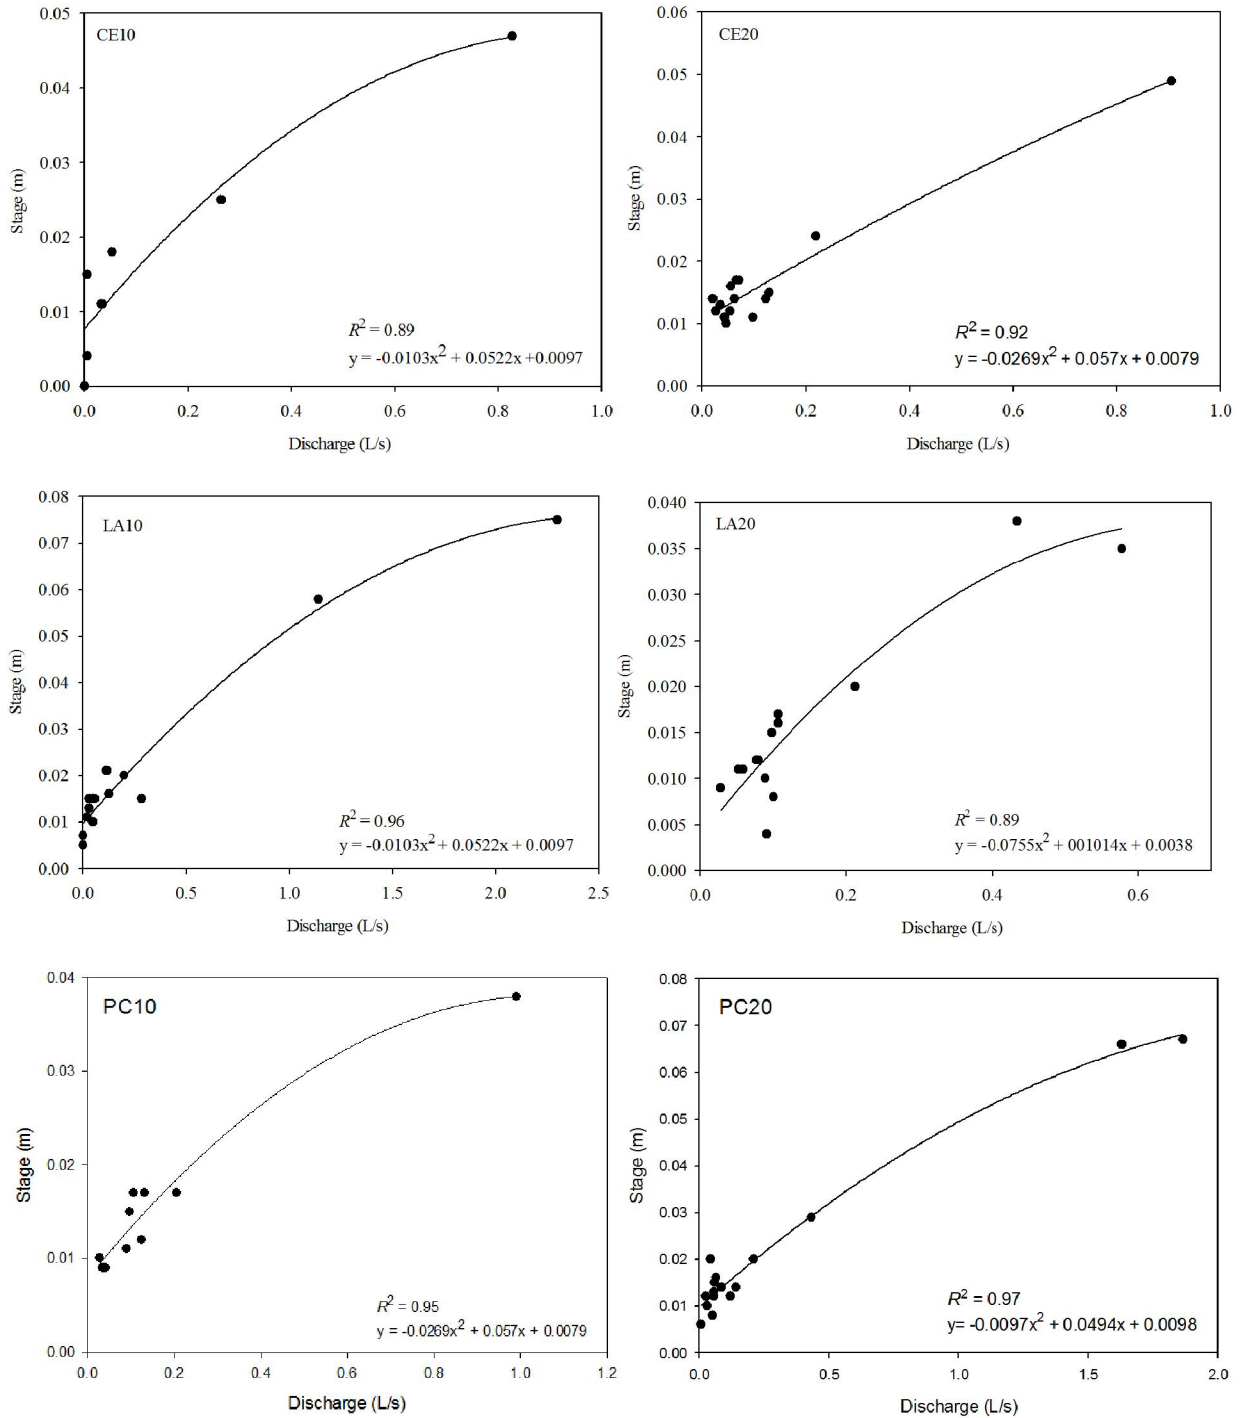 CE10
0.05
0.04
0.03
0.02
0.01
0.00
Stage (m)
R² = 0.89
y = -0.0103x² + 0.0522x +0.0097
0.0 0.2 0.4 0.6 0.8 1.0
Discharge (L/s)
CE20
0.06
0.05
0.04
0.03
0.02
0.01
0.00
Stage (m)
R² = 0.92
y = -0.0269x² + 0.057x + 0.0079
0.0 0.2 0.4 0.6 0.8 1.0
Discharge (L/s)
LA10
0.08
0.07
0.06
0.05
0.04
0.03
0.02
0.01
0.00
Stage (m)
R² = 0.96
y = -0.0103x² + 0.0522x + 0.0097
0.0 0.5 1.0 1.5 2.0 2.5
Discharge (L/s)
LA20
0.040
0.035
0.030
0.025
0.020
0.015
0.010
0.005
0.000
Stage (m)
R² = 0.89
y = -0.0755x² + 001014x + 0.0038
0.0 0.2 0.4 0.6
Discharge (L/s)
PC10
0.04
0.03
0.02
0.01
0.00
Stage (m)
R² = 0.95
y = -0.0269x² + 0.057x + 0.0079
0.0 0.2 0.4 0.6 0.8 1.0 1.2
Discharge (L/s)
PC20
0.08
0.07
0.06
0.05
0.04
0.03
0.02
0.01
0.00
Stage (m)
R² = 0.97
y= -0.0097x² + 0.0494x + 0.0098
0.0 0.5 1.0 1.5 2.0
Discharge (L/s)